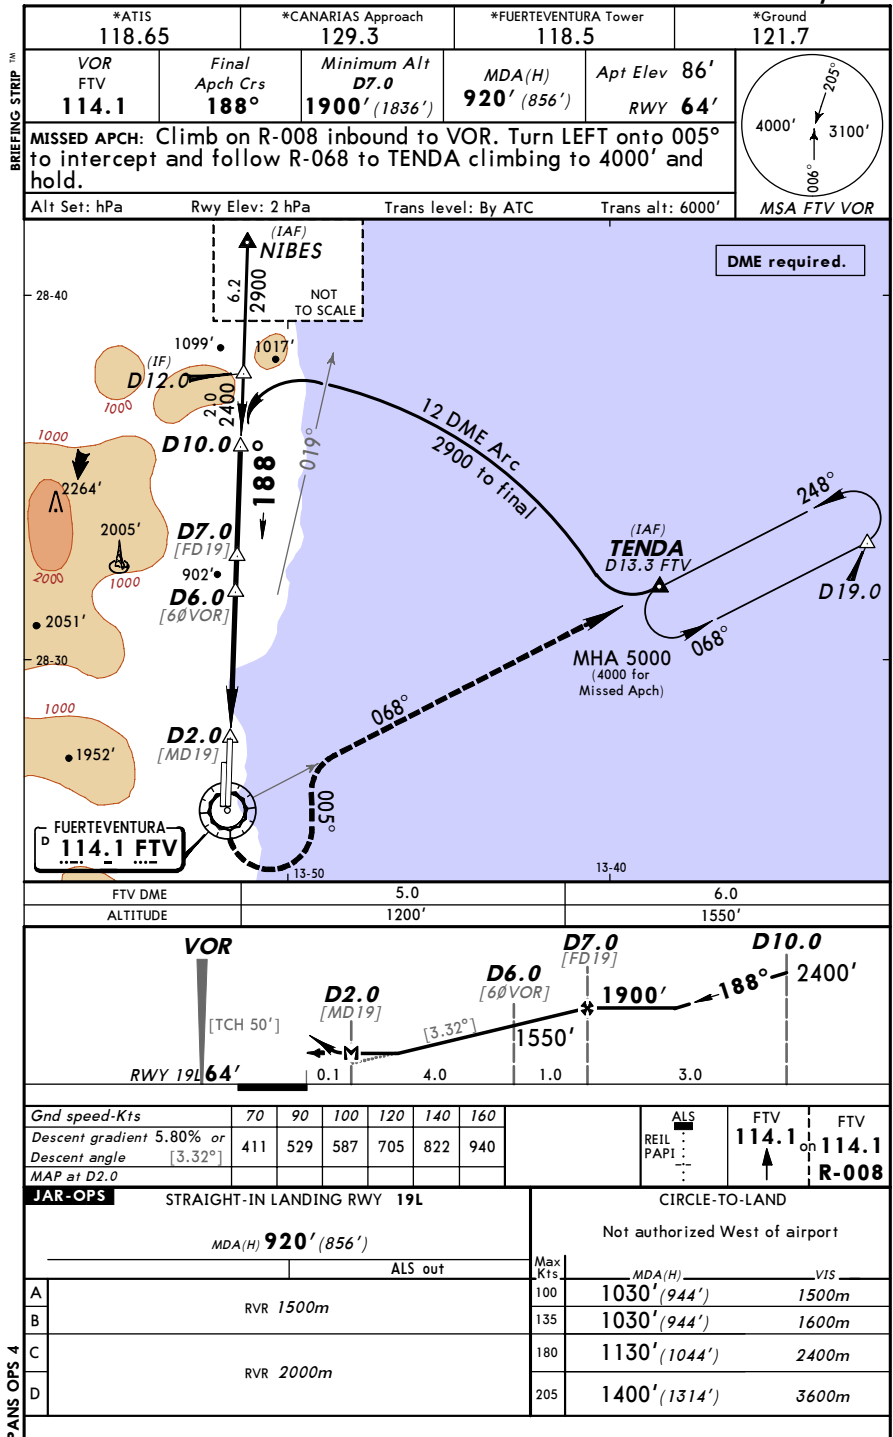 *ATIS
118.65
*CANARIAS Approach
129.3
*FUERTEVENTURA Tower
118.5
*Ground
121.7
BRIEFING STRIP ™
VOR
FTV
114.1
Final
Apch Crs
188°
Minimum Alt
D7.0
1900' (1836')
MDA(H)
920' (856')
Apt Elev 86'
RWY 64'
MISSED APCH: Climb on R-008 inbound to VOR. Turn LEFT onto 005°
to intercept and follow R-068 to TENDA climbing to 4000' and
hold.
Alt Set: hPa Rwy Elev: 2 hPa Trans level: By ATC Trans alt: 6000'
205°
4000' 3100'
006°
MSA FTV VOR
(IAF)
NIBES
DME required.
6.2
2900
NOT
TO SCALE
28-40
1099'
1017'
(IF)
D12.0
1000
2.0
2400
12 DME Arc
2900 to final
1000
D10.0
188°
019°
2264'
248°
2005'
D7.0
[FD19]
(IAF)
TENDA
D13.3 FTV
902'
2000
1000
D6.0
[6ØVOR]
D19.0
2051'
068°
28-30
MHA 5000
(4000 for
Missed Apch)
1000
068°
D2.0
[MD19]
1952'
005°
FUERTEVENTURA
D 114.1 FTV
13-50
13-40
FTV DME 5.0 6.0
ALTITUDE 1200' 1550'
VOR
D7.0
[FD19]
D10.0
D6.0
[6ØVOR]
188°
2400'
D2.0
[MD19]
1900'
[TCH 50']
[3.32°]
1550'
RWY 19L 64'
0.1 4.0 1.0 3.0
Gnd speed-Kts 70 90 100 120 140 160
Descent gradient 5.80% or
Descent angle [3.32°]
411 529 587 705 822 940
MAP at D2.0
ALS
REIL
PAPI
FTV
114.1
on
FTV
114.1
R-008
JAR-OPS
STRAIGHT-IN LANDING RWY 19L
CIRCLE-TO-LAND
Not authorized West of airport
MDA(H) 920' (856')
ALS out
Max
Kts
MDA(H) VIS
A
B
C
D
RVR 1500m
RVR 2000m
100 1030' (944') 1500m
135 1030' (944') 1600m
180 1130' (1044') 2400m
205 1400' (1314') 3600m
PANS OPS 4